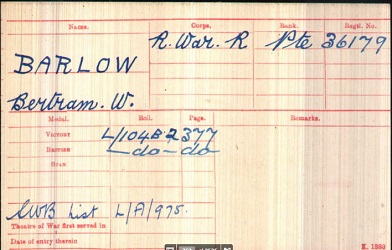 Name. Corps. Rank. Regtl. No.
R. War. R Pte 36179
BARLOW
Bertram. W.
Medal. Roll. Page. Remarks.
Victory L/104B2 377
British —do— do
Star
SWB List L/A/975.
Theatre of War first served in
Date of entry therein
K. 1380